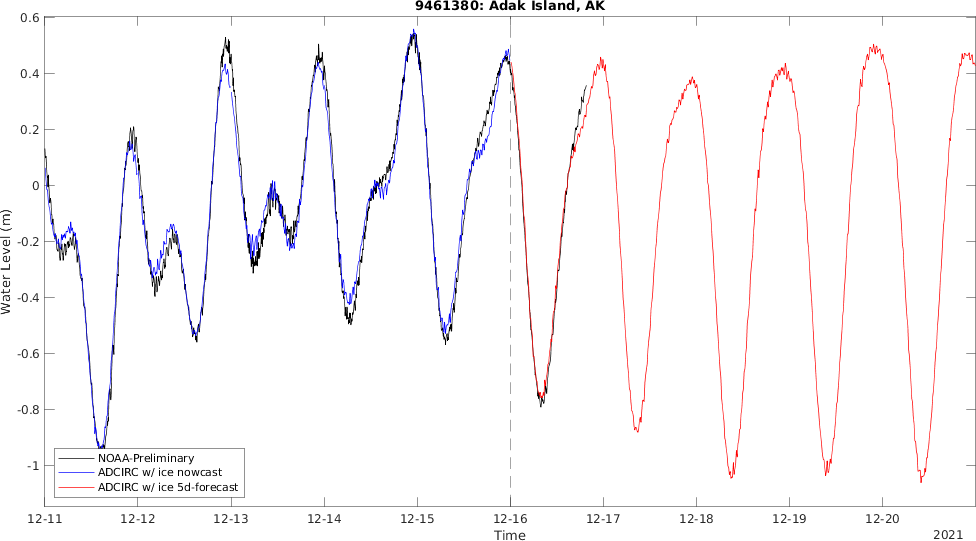 9461380: Adak Island, AK
0.6
0.4
0.2
0
-0.2
-0.4
-0.6
-0.8
-1
Water Level (m)
NOAA-Preliminary
ADCIRC w/ ice nowcast
ADCIRC w/ ice 5d-forecast
12-11 12-12 12-13 12-14 12-15 12-16 12-17 12-18 12-19 12-20
Time
2021